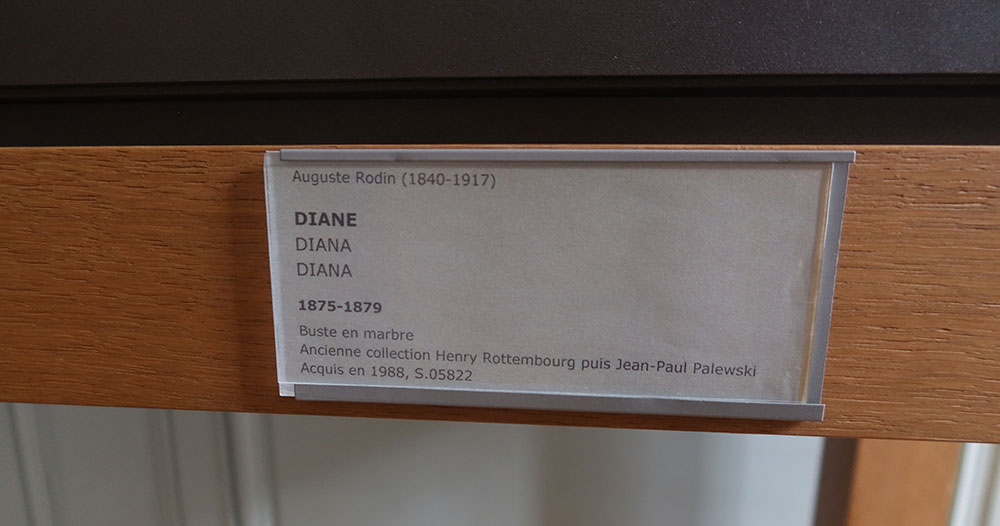 Auguste Rodin (1840-1917)
DIANE
DIANA
DIANA
1875-1879
Buste en marbre
Ancienne collection Henry Rottembourg puis Jean-Paul Palewski
Acquis en 1988, S.05822